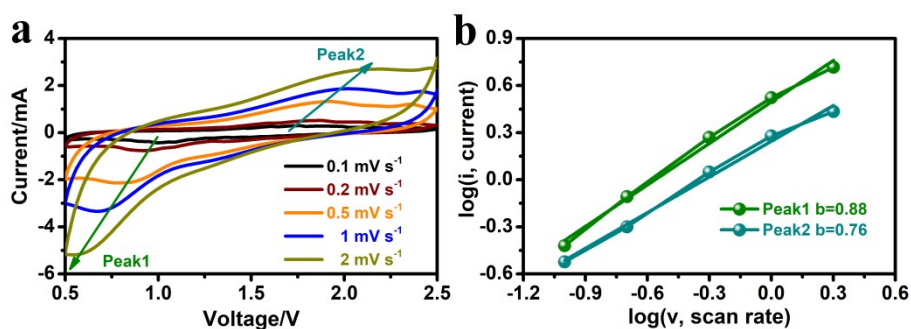 a
Current/mA
4
2
0
-2
-4
-6
Peak2
Peak1
0.1 mV s⁻¹
0.2 mV s⁻¹
0.5 mV s⁻¹
1 mV s⁻¹
2 mV s⁻¹
0.5 1.0 1.5 2.0 2.5
Voltage/V
b
log(i, current)
0.9
0.6
0.3
0.0
-0.3
-0.6
Peak1 b=0.88
Peak2 b=0.76
-1.2 -0.9 -0.6 -0.3 0.0 0.3 0.6
log(v, scan rate)